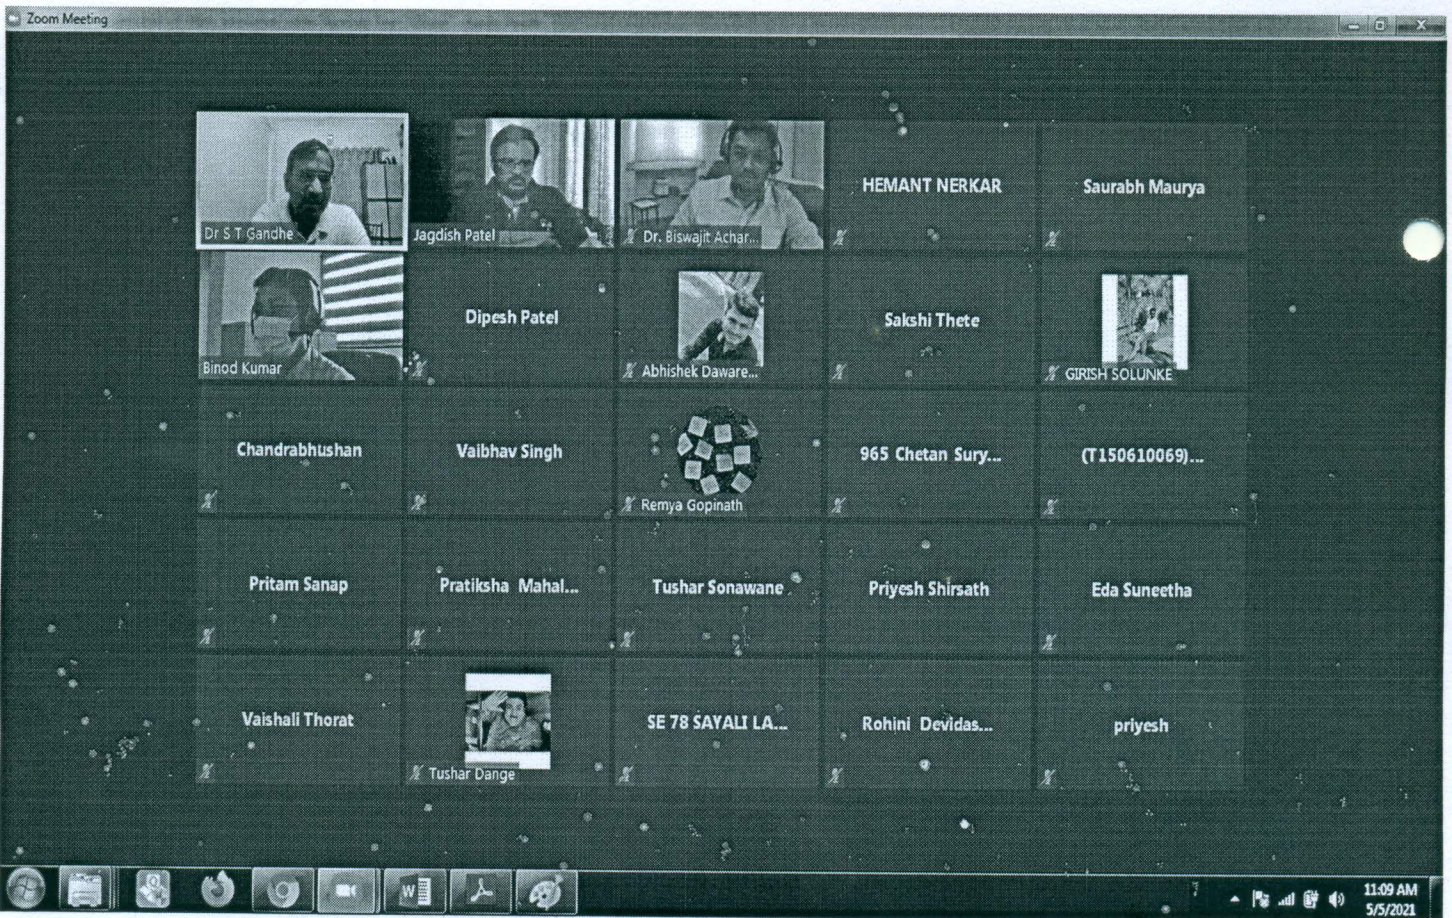 Zoom Meeting
Dr S T Gandhe
Jagdish Patel
Dr. Biswajit Achar...
HEMANT NERKAR
Saurabh Maurya
Binod Kumar
Dipesh Patel
Abhishek Daware...
Sakshi Thete
GIRISH SOLUNKE
Chandrabhushan
Vaibhav Singh
Remya Gopinath
965 Chetan Sury...
(T150610069)...
Pritam Sanap
Pratiksha Mahal...
Tushar Sonawane
Priyesh Shirsath
Eda Suneetha
Vaishali Thorat
Tushar Dange
SE 78 SAYALI LA...
Rohini Devidas...
priyesh
W
11:09 AM
5/5/2021